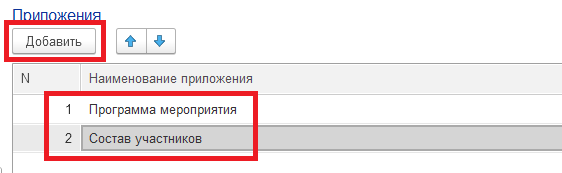 Приложения
Добавить
N Наименование приложения
1 Программа мероприятия
2 Состав участников